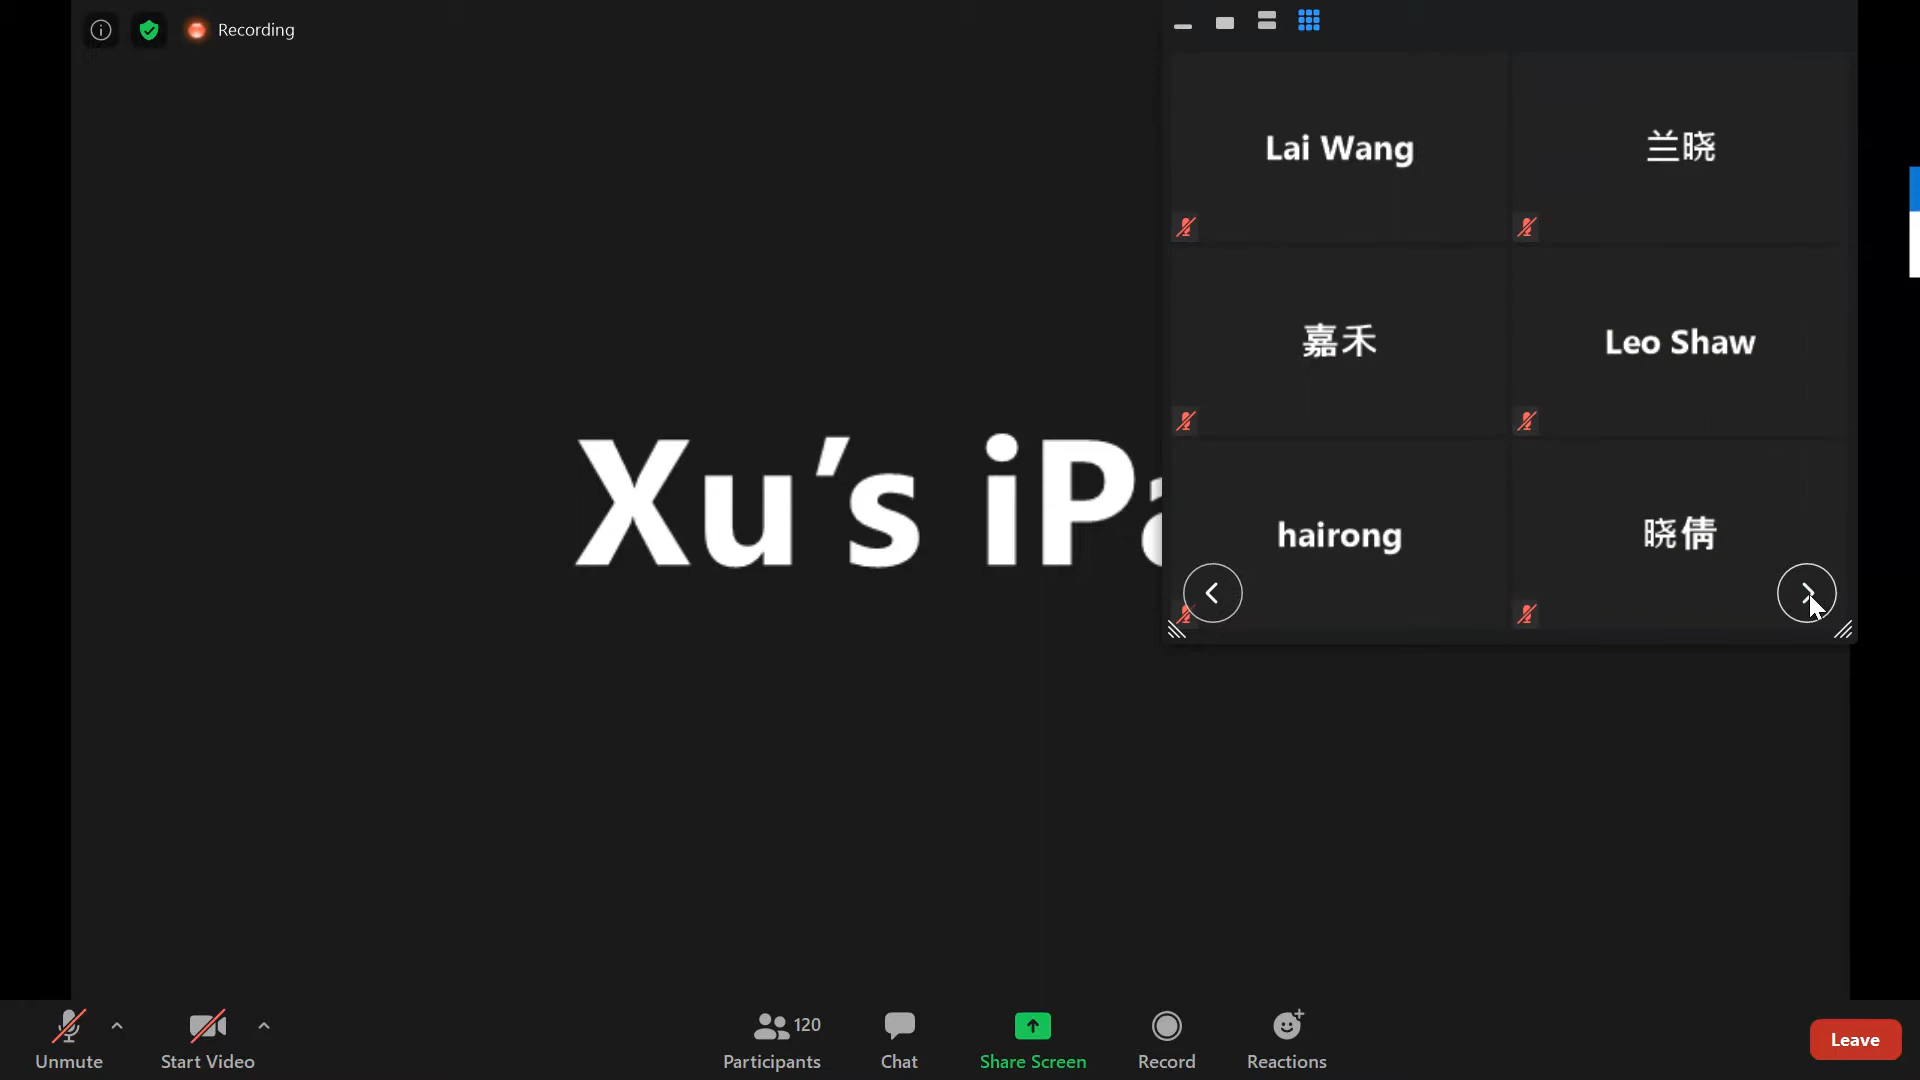 Recording
Lai Wang
兰晓
嘉禾
Leo Shaw
Xu's iPa
hairong
晓倩
Unmute
Start Video
120
Participants
Chat
Share Screen
Record
Reactions
Leave